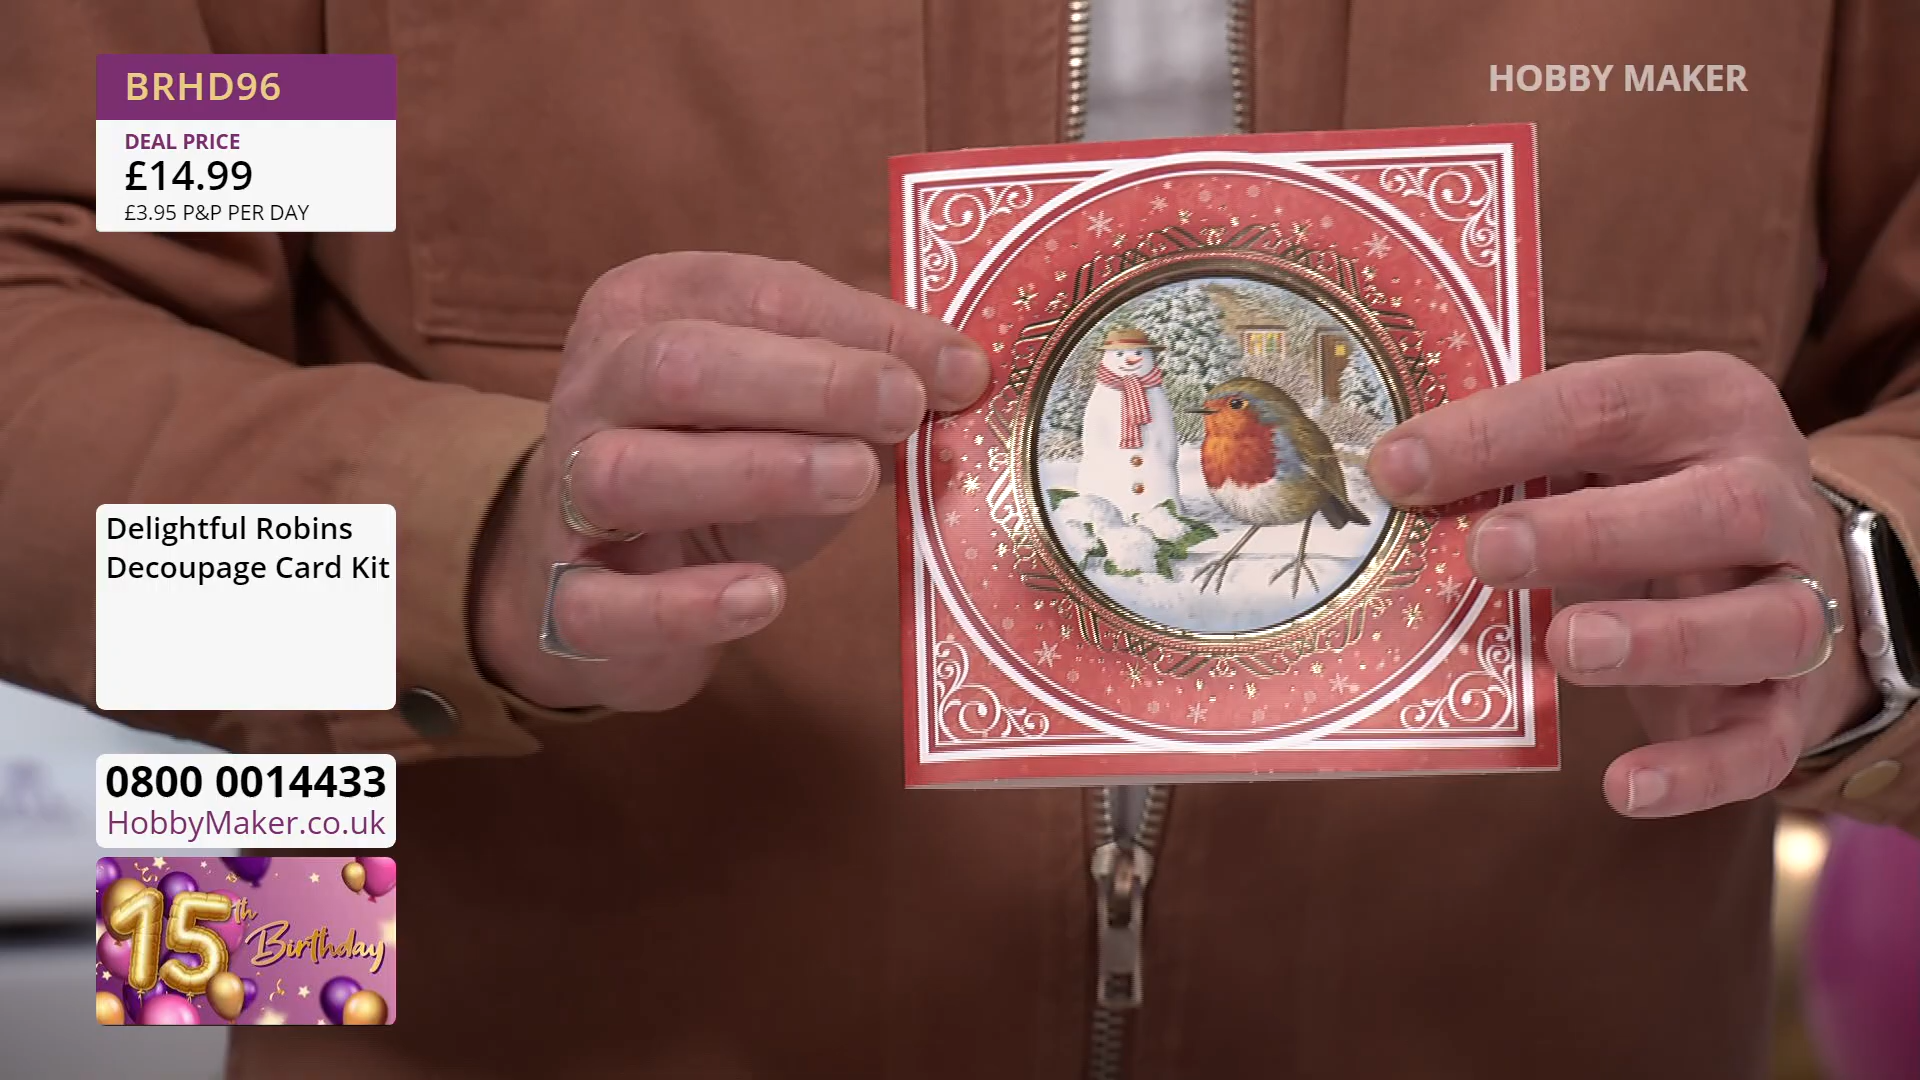 BRHD96
DEAL PRICE
£14.99
£3.95 P&P PER DAY
HOBBY MAKER
Delightful Robins
Decoupage Card Kit
0800 0014433
HobbyMaker.co.uk
15th
Birthday